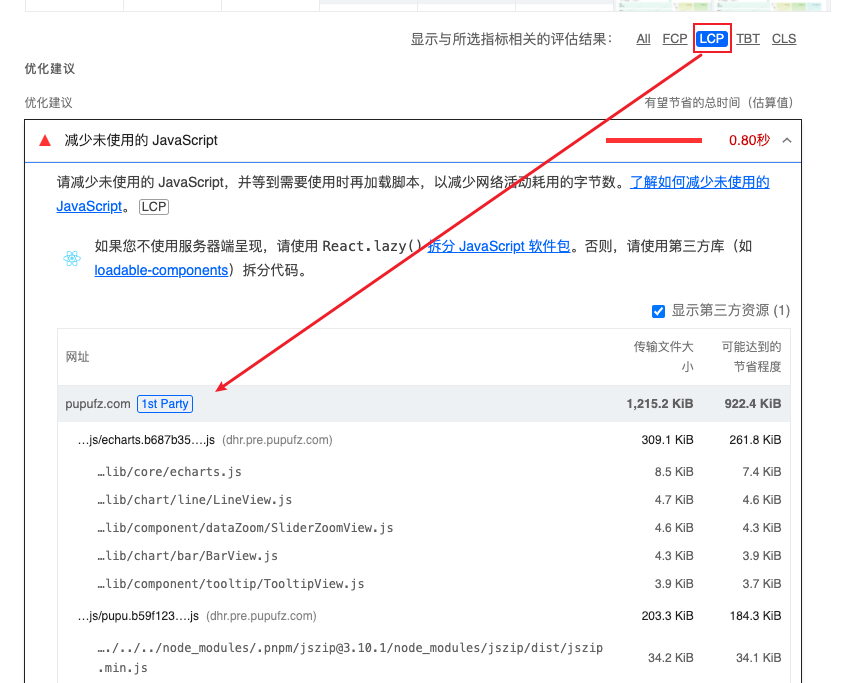 显示与所选指标相关的评估结果： All FCP LCP TBT CLS
优化建议
优化建议 有望节省的总时间（估算值）
减少未使用的 JavaScript 0.80秒
请减少未使用的 JavaScript，并等到需要使用时再加载脚本，以减少网络活动耗用的字节数。了解如何减少未使用的
JavaScript。 LCP
如果您不使用服务器端呈现，请使用 React.lazy() 拆分 JavaScript 软件包。否则，请使用第三方库（如
loadable-components）拆分代码。
显示第三方资源 (1)
网址 传输文件大 可能达到的
小 节省程度
pupufz.com 1st Party 1,215.2 KiB 922.4 KiB
…js/echarts.b687b35….js (dhr.pre.pupufz.com) 309.1 KiB 261.8 KiB
…lib/core/echarts.js 8.5 KiB 7.4 KiB
…lib/chart/line/LineView.js 4.7 KiB 4.6 KiB
…lib/component/dataZoom/SliderZoomView.js 4.6 KiB 4.3 KiB
…lib/chart/bar/BarView.js 4.3 KiB 3.9 KiB
…lib/component/tooltip/TooltipView.js 3.9 KiB 3.7 KiB
…js/pupu.b59f123….js (dhr.pre.pupufz.com) 203.3 KiB 184.3 KiB
…./../../node_modules/.pnpm/jszip@3.10.1/node_modules/jszip/dist/jszip
.min.js 34.2 KiB 34.1 KiB